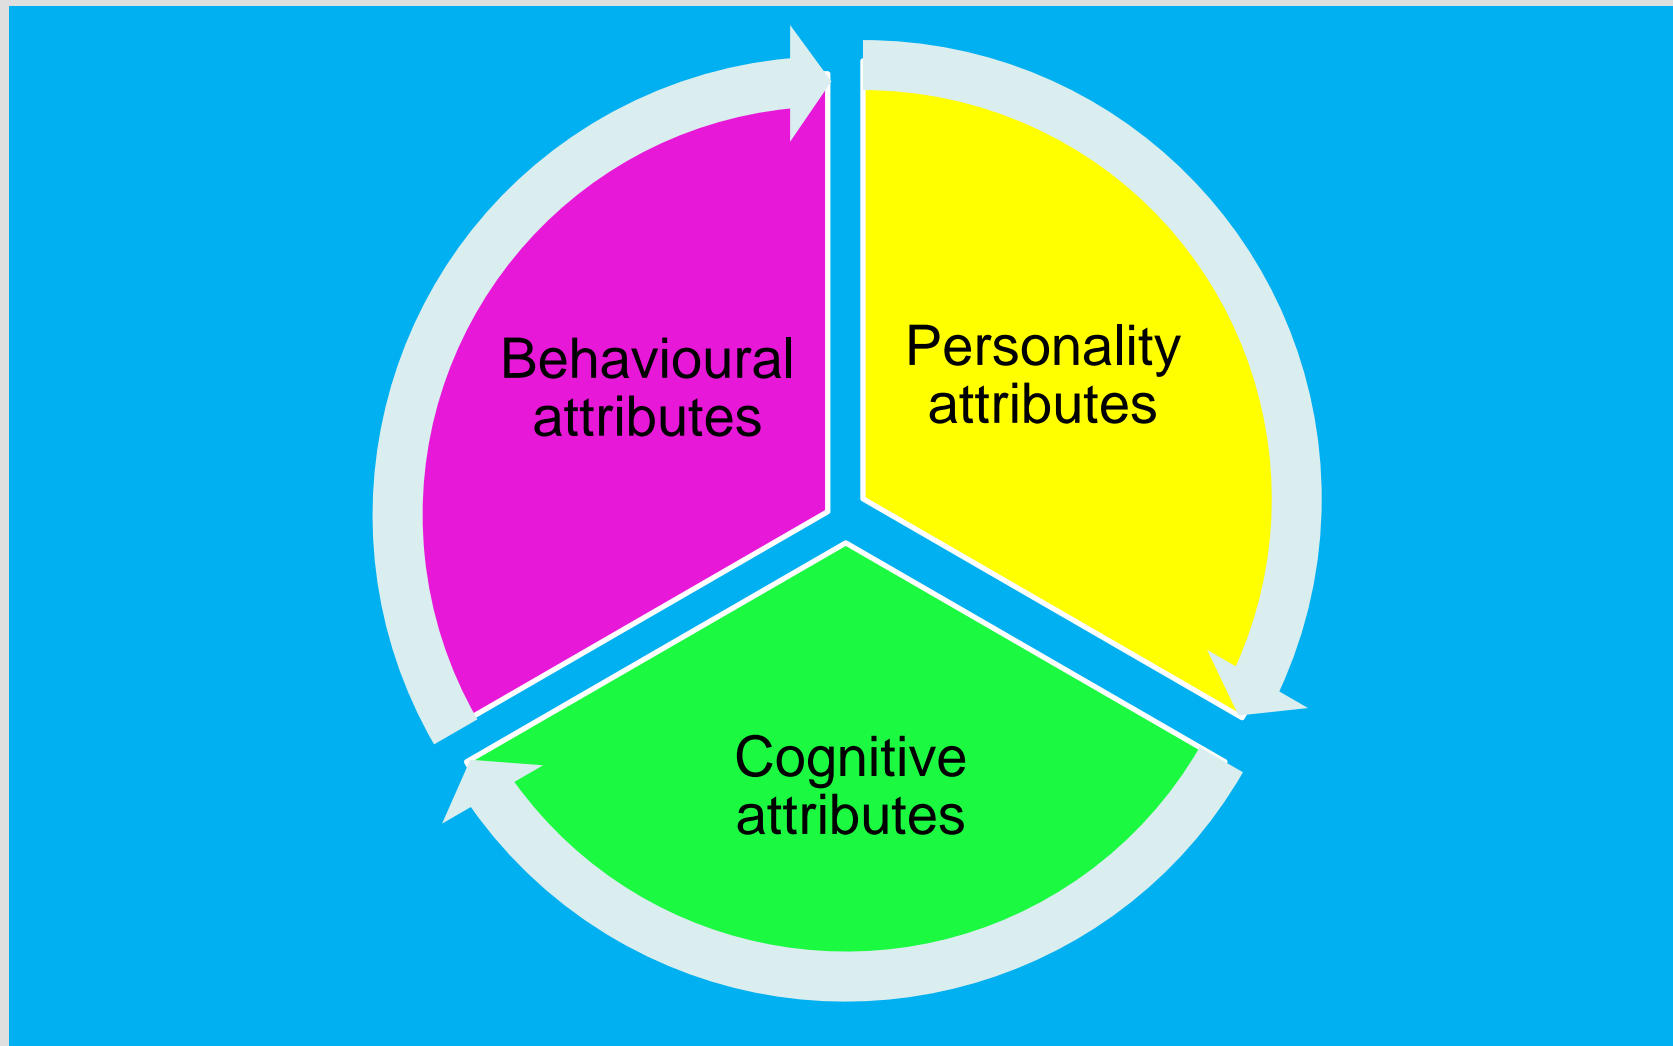 Behavioural
attributes
Personality
attributes
Cognitive
attributes